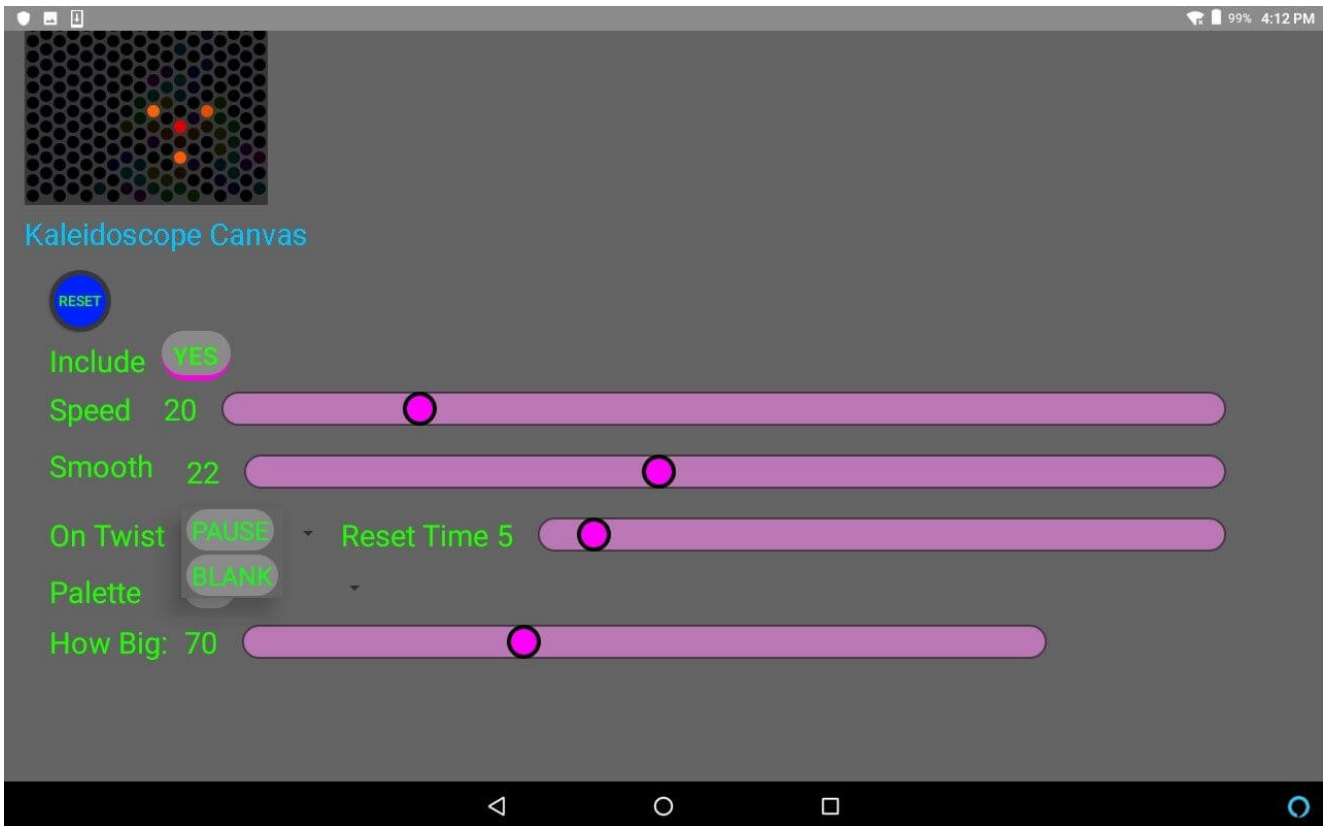 99% 4:12 PM
Kaleidoscope Canvas
RESET
Include YES
Speed 20
Smooth 22
On Twist PAUSE Reset Time 5
BLANK
Palette
How Big: 70